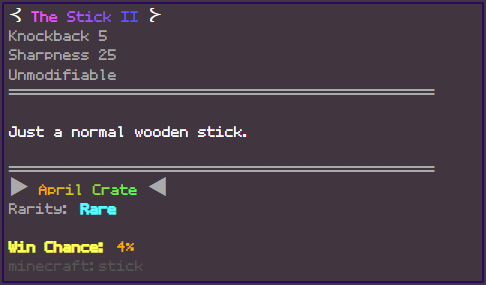 ≺ The Stick II ≻
Knockback 5
Sharpness 25
Unmodifiable
Just a normal wooden stick.
▶ April Crate ◀
Rarity: Rare
Win Chance: 4%
minecraft:stick